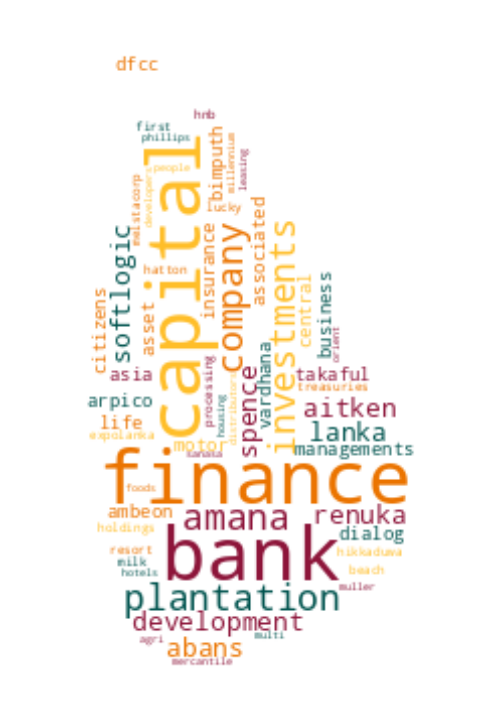 dfcc
hnb
first
phillips
capital
bimputh
millennium
leasing
people
developers
melstacorp
lucky
associated
insurance
company
investments
softlogic
citizens
hatton
asset
central
business
orient
asia
processing
housing
distributors
spence
vardhana
takaful
treasuries
arpico
aitken
life
lanka
expolanka
motor
managements
finance
foods
ambeon
amana
renuka
holdings
bank
dialog
resort
hikkaduwa
milk
hotels
beach
muller
plantation
development
agri
multi
abans
mercantile